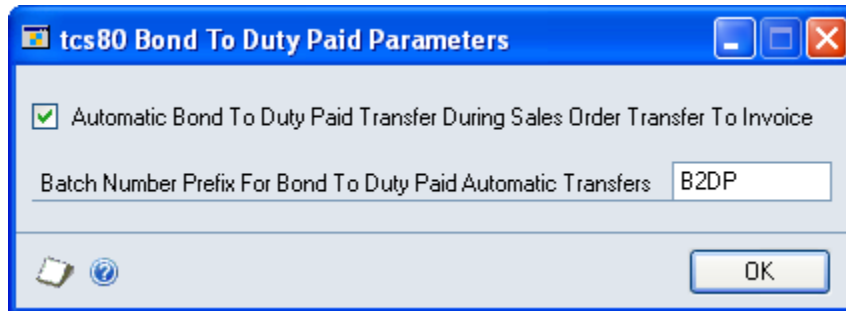 tcs80 Bond To Duty Paid Parameters
Automatic Bond To Duty Paid Transfer During Sales Order Transfer To Invoice
Batch Number Prefix For Bond To Duty Paid Automatic Transfers B2DP
OK